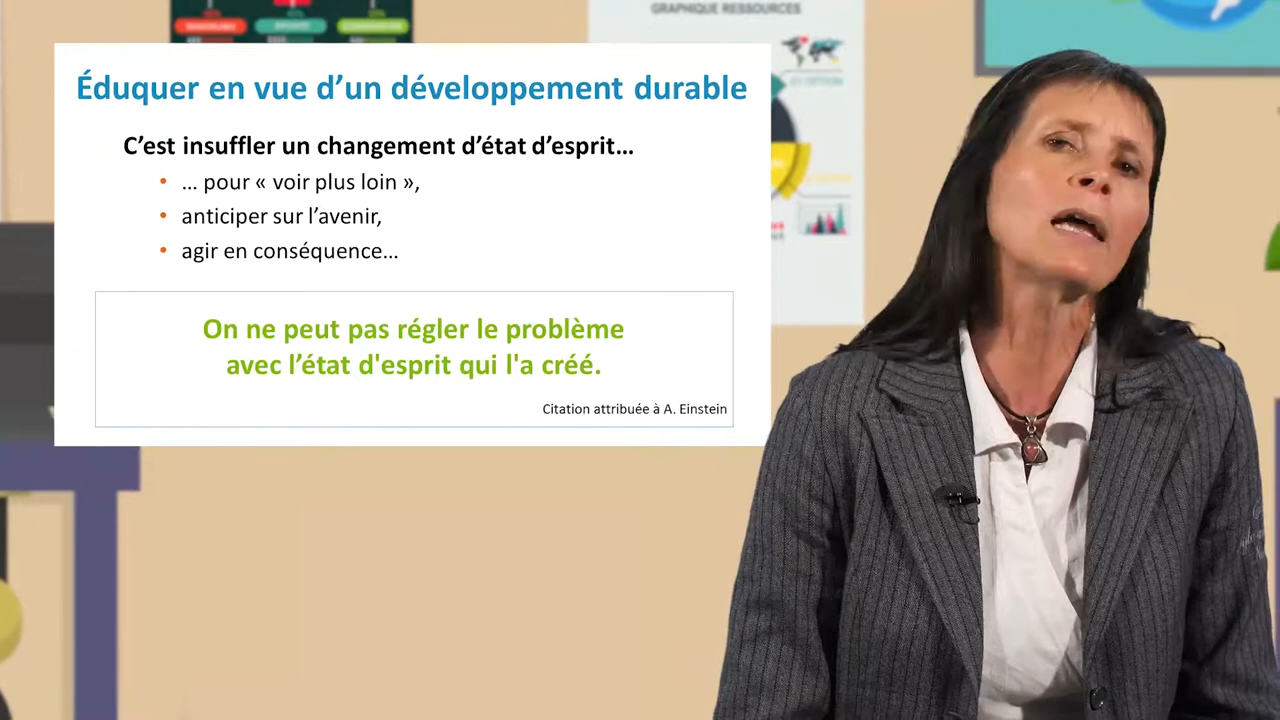 GRAPHIQUE RESSOURCES
Éduquer en vue d’un développement durable
C’est insuffler un changement d’état d’esprit…
• … pour « voir plus loin »,
• anticiper sur l’avenir,
• agir en conséquence…
On ne peut pas régler le problème
avec l’état d'esprit qui l'a créé.
Citation attribuée à A. Einstein